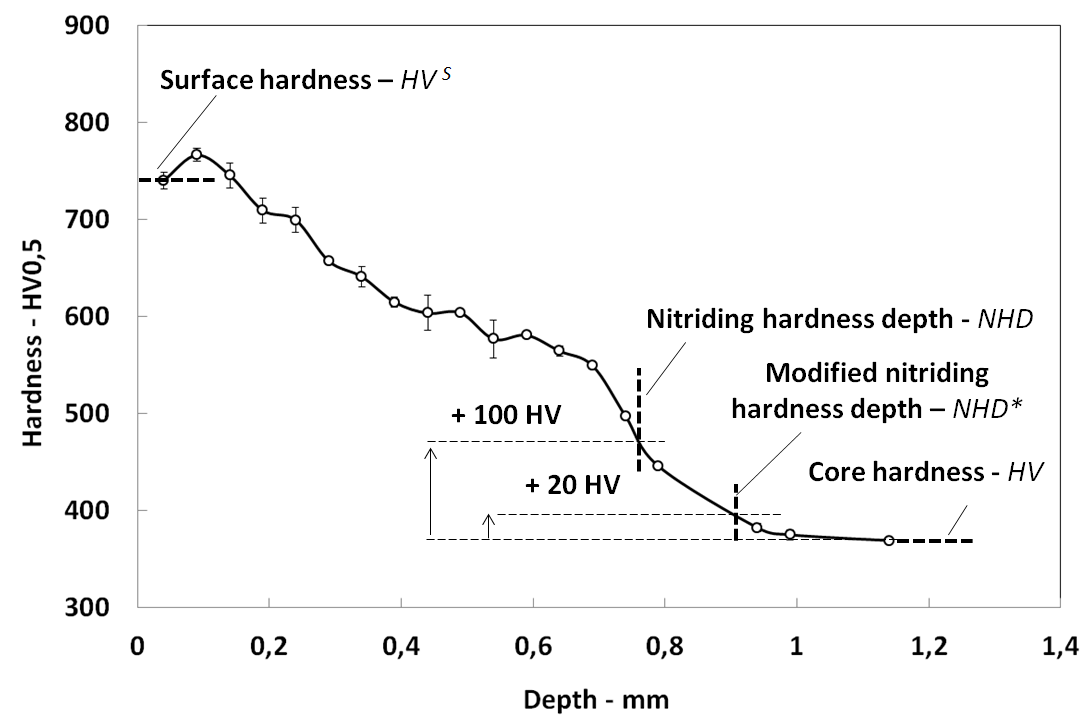 900
800
700
600
500
400
300
Hardness - HV0,5
Surface hardness – HV S
Nitriding hardness depth - NHD
Modified nitriding
hardness depth – NHD*
+ 100 HV
Core hardness - HV
+ 20 HV
0 0,2 0,4 0,6 0,8 1 1,2 1,4
Depth - mm